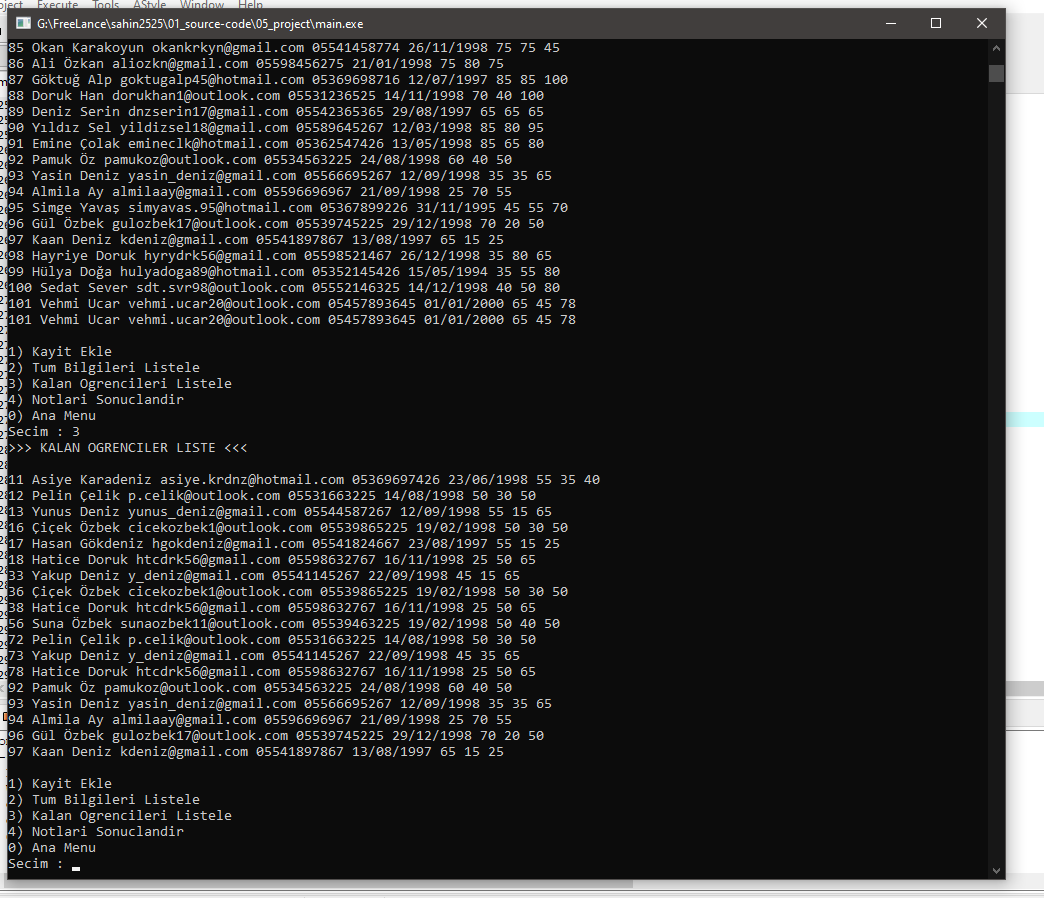 Execute Tools AStyle Window Help
G:\FreeLance\sahin2525\01_source-code\05_project\main.exe
85 Okan Karakoyun okankrkyn@gmail.com 05541458774 26/11/1998 75 75 45
86 Ali Özkan aliozkn@gmail.com 05598456275 21/01/1998 75 80 75
87 Göktuğ Alp goktugalp45@hotmail.com 05369698716 12/07/1997 85 85 100
88 Doruk Han dorukhan1@outlook.com 05531236525 14/11/1998 70 40 100
89 Deniz Serin dnzserin17@gmail.com 05542365365 29/08/1997 65 65 65
90 Yıldız Sel yildizsel18@gmail.com 05589645267 12/03/1998 85 80 95
91 Emine Çolak emineclk@hotmail.com 05362547426 13/05/1998 85 65 80
92 Pamuk Öz pamukoz@outlook.com 05534563225 24/08/1998 60 40 50
93 Yasin Deniz yasin_deniz@gmail.com 05566695267 12/09/1998 35 35 65
94 Almila Ay almilaay@gmail.com 05596696967 21/09/1998 25 70 55
95 Simge Yavaş simyavas.95@hotmail.com 05367899226 31/11/1995 45 55 70
96 Gül Özbek gulozbek17@outlook.com 05539745225 29/12/1998 70 20 50
97 Kaan Deniz kdeniz@gmail.com 05541897867 13/08/1997 65 15 25
98 Hayriye Doruk hyrydrk56@gmail.com 05598521467 26/12/1998 35 80 65
99 Hülya Doğa hulyadoga89@hotmail.com 05352145426 15/05/1994 35 55 80
100 Sedat Sever sdt.svr98@outlook.com 05552146325 14/12/1998 40 50 80
101 Vehmi Ucar vehmi.ucar20@outlook.com 05457893645 01/01/2000 65 45 78
101 Vehmi Ucar vehmi.ucar20@outlook.com 05457893645 01/01/2000 65 45 78
1) Kayit Ekle
2) Tum Bilgileri Listele
3) Kalan Ogrencileri Listele
4) Notlari Sonuclandir
0) Ana Menu
Secim : 3
>>> KALAN OGRENCILER LISTE <<<
11 Asiye Karadeniz asiye.krdnz@hotmail.com 05369697426 23/06/1998 55 35 40
12 Pelin Çelik p.celik@outlook.com 05531663225 14/08/1998 50 30 50
13 Yunus Deniz yunus_deniz@gmail.com 05544587267 12/09/1998 55 15 65
16 Çiçek Özbek cicekozbek1@outlook.com 05539865225 19/02/1998 50 30 50
17 Hasan Gökdeniz hgokdeniz@gmail.com 05541824667 23/08/1997 55 15 25
18 Hatice Doruk htcdrk56@gmail.com 05598632767 16/11/1998 25 50 65
33 Yakup Deniz y_deniz@gmail.com 05541145267 22/09/1998 45 15 65
36 Çiçek Özbek cicekozbek1@outlook.com 05539865225 19/02/1998 50 30 50
38 Hatice Doruk htcdrk56@gmail.com 05598632767 16/11/1998 25 50 65
56 Suna Özbek sunaozbek11@outlook.com 05539463225 19/02/1998 50 40 50
72 Pelin Çelik p.celik@outlook.com 05531663225 14/08/1998 50 30 50
73 Yakup Deniz y_deniz@gmail.com 05541145267 22/09/1998 45 35 65
78 Hatice Doruk htcdrk56@gmail.com 05598632767 16/11/1998 25 50 65
92 Pamuk Öz pamukoz@outlook.com 05534563225 24/08/1998 60 40 50
93 Yasin Deniz yasin_deniz@gmail.com 05566695267 12/09/1998 35 35 65
94 Almila Ay almilaay@gmail.com 05596696967 21/09/1998 25 70 55
96 Gül Özbek gulozbek17@outlook.com 05539745225 29/12/1998 70 20 50
97 Kaan Deniz kdeniz@gmail.com 05541897867 13/08/1997 65 15 25
1) Kayit Ekle
2) Tum Bilgileri Listele
3) Kalan Ogrencileri Listele
4) Notlari Sonuclandir
0) Ana Menu
Secim :